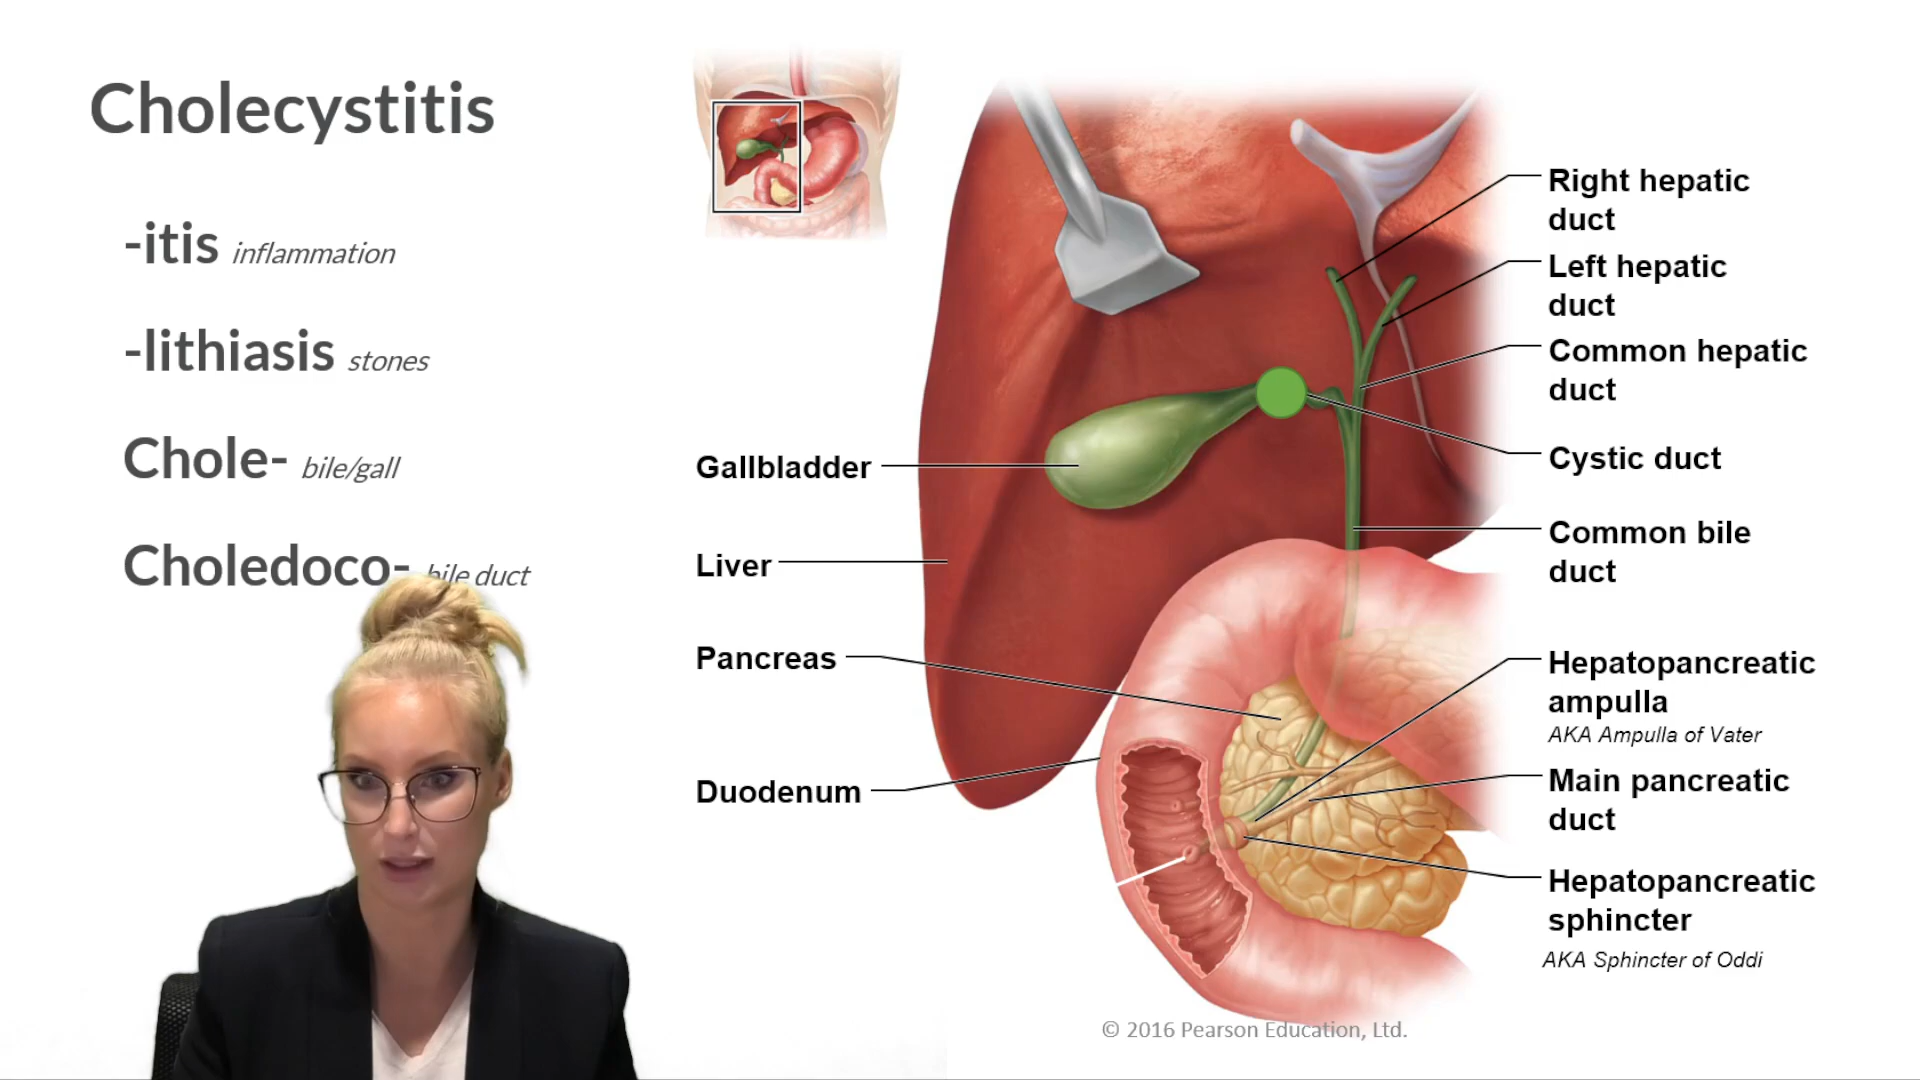 Cholecystitis
-itis inflammation
-lithiasis stones
Chole- bile/gall
Choledoco- bile duct
Gallbladder
Liver
Pancreas
Duodenum
Right hepatic
duct
Left hepatic
duct
Common hepatic
duct
Cystic duct
Common bile
duct
Hepatopancreatic
ampulla
AKA Ampulla of Vater
Main pancreatic
duct
Hepatopancreatic
sphincter
AKA Sphincter of Oddi
© 2016 Pearson Education, Ltd.